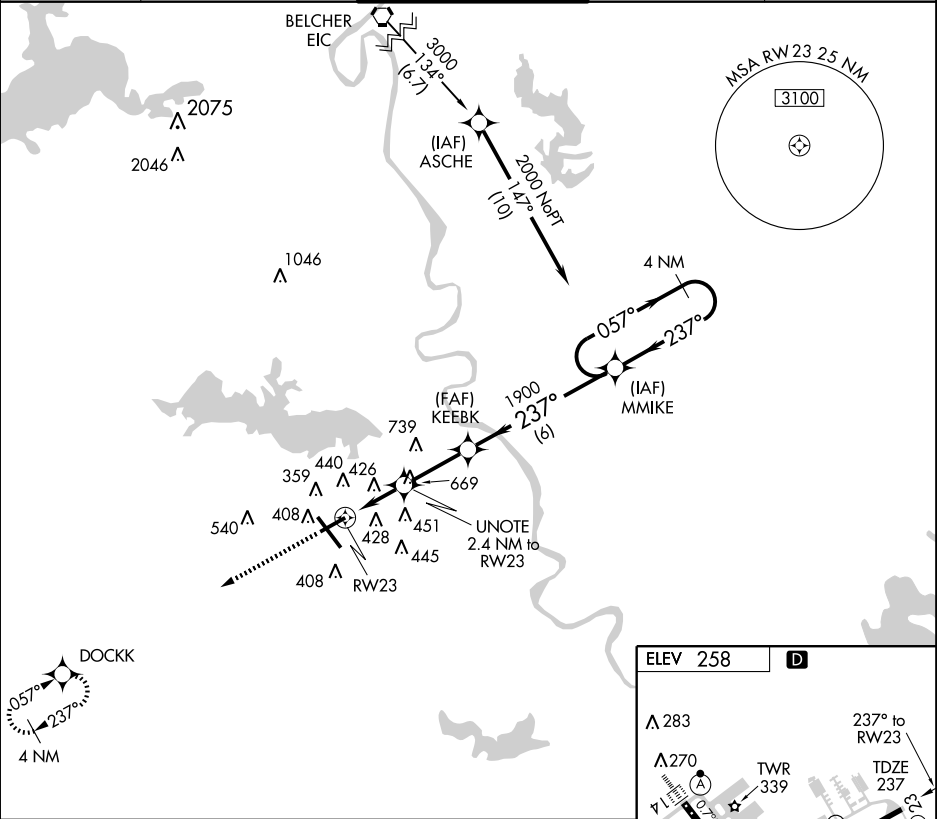 BELCHER
EIC
3000
134°
(6.7)
MSA RW23 25 NM
3100
2075
2046
(IAF)
ASCHE
2000 NoPT
147°
(10)
1046
4 NM
057°
237°
(IAF)
MMIKE
1900
237°
(6)
(FAF)
KEEBK
739
440
426
359
669
540
408
428
451
445
408
UNOTE
2.4 NM to
RW23
RW23
DOCKK
057°
237°
4 NM
ELEV 258
D
283
237° to
RW23
270
A
TWR
339
TDZE
237
14
0.7°
23